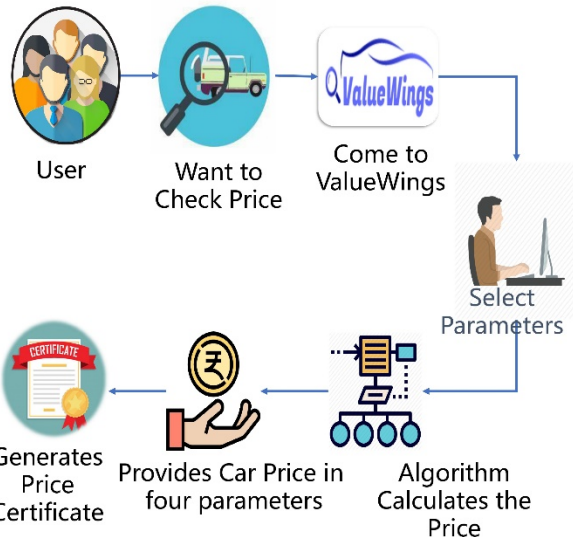 User
Want to
Check Price
ValueWings
Come to
ValueWings
Select
Parameters
CERTIFICATE
Generates
Price
Certificate
Provides Car Price in
four parameters
Algorithm
Calculates the
Price